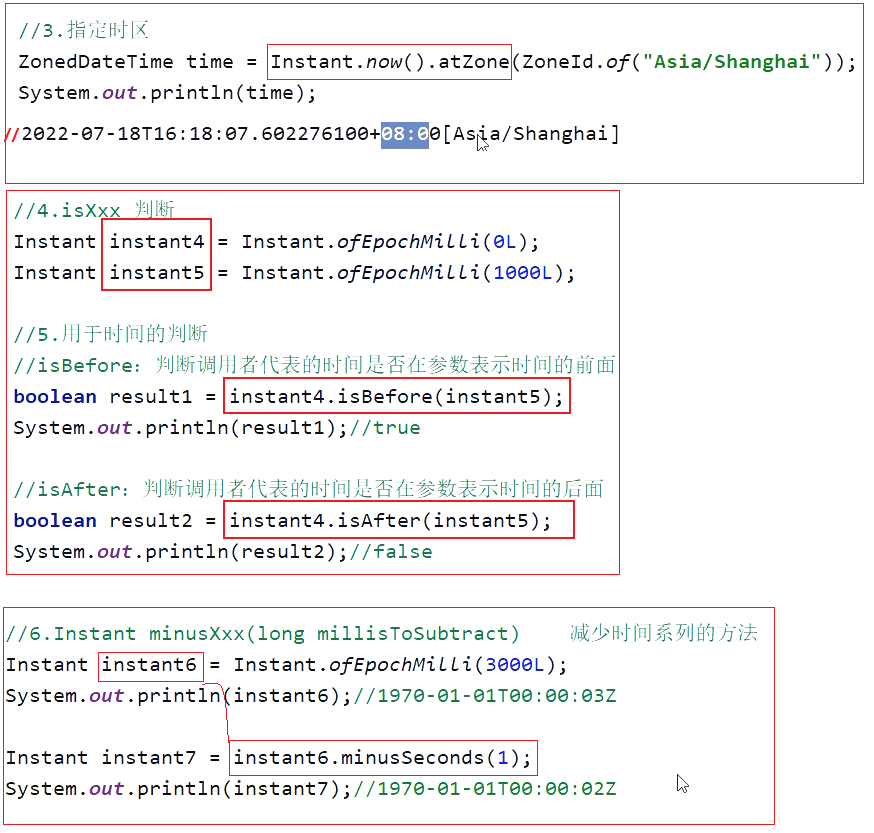 //3.指定时区
ZonedDateTime time = Instant.now().atZone(ZoneId.of("Asia/Shanghai"));
System.out.println(time);
//2022-07-18T16:18:07.602276100+08:00[Asia/Shanghai]
//4.isXxx 判断
Instant instant4 = Instant.ofEpochMilli(0L);
Instant instant5 = Instant.ofEpochMilli(1000L);
//5.用于时间的判断
//isBefore: 判断调用者代表的时间是否在参数表示时间的前面
boolean result1 = instant4.isBefore(instant5);
System.out.println(result1);//true
//isAfter: 判断调用者代表的时间是否在参数表示时间的后面
boolean result2 = instant4.isAfter(instant5);
System.out.println(result2);//false
//6.Instant minusXxx(long millisToSubtract) 减少时间系列的方法
Instant instant6 = Instant.ofEpochMilli(3000L);
System.out.println(instant6);//1970-01-01T00:00:03Z
Instant instant7 = instant6.minusSeconds(1);
System.out.println(instant7);//1970-01-01T00:00:02Z